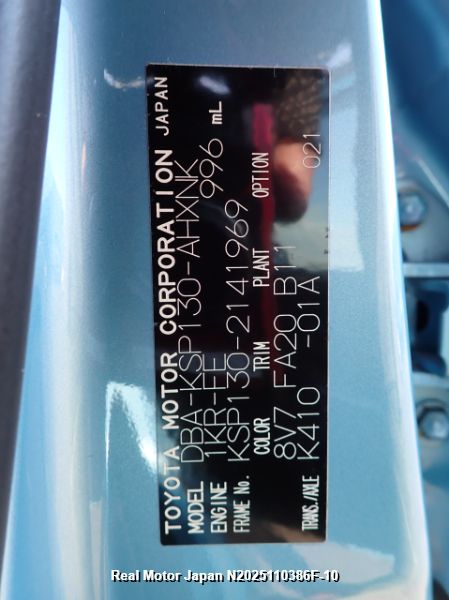 TOYOTA MOTOR CORPORATION JAPAN
MODEL DBA-KSP130-AHXNK
ENGINE 1KR-FE 996 mL
FRAME No. KSP130-2141969
COLOR TRIM PLANT OPTION
8V7 FA20 B11 021
TRANS./AXLE K410 -01A
Real Motor Japan N2025110386F-10